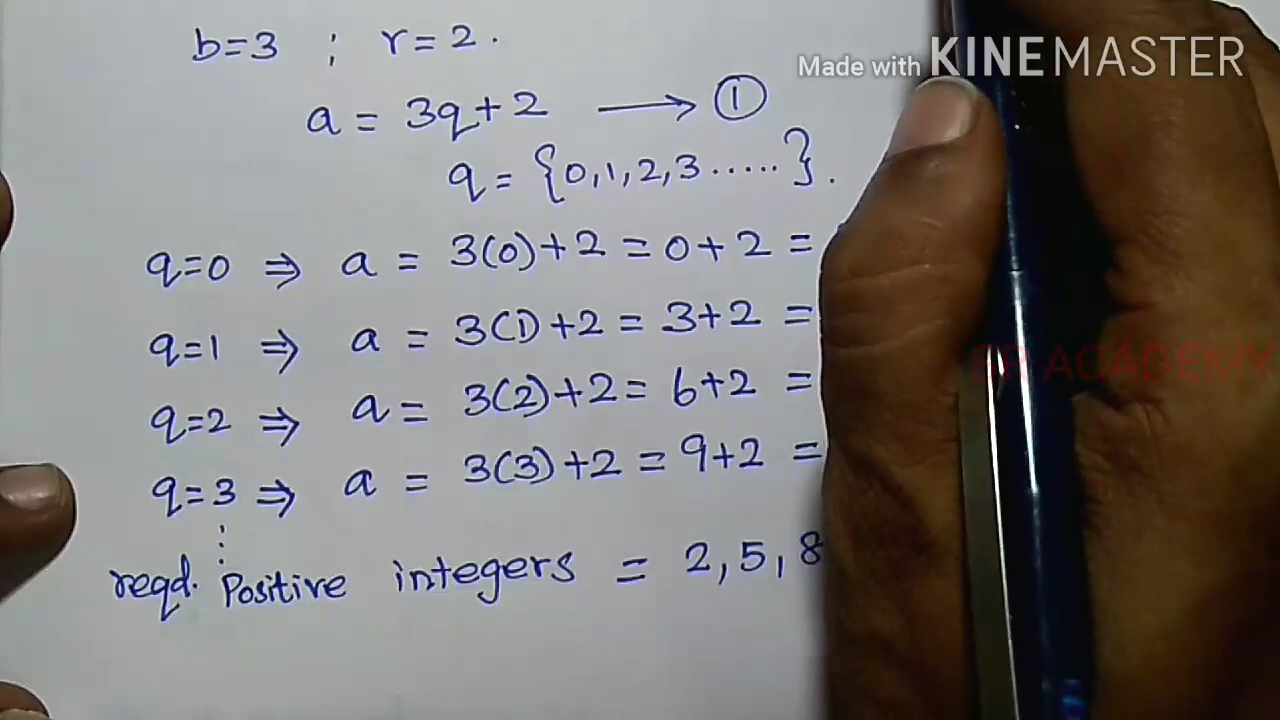 b=3 ; r=2.
Made with KINEMASTER
a = 3q+2 → ①
q = {0,1,2,3.....}.
q=0 ⇒ a = 3(0)+2=0+2=
q=1 ⇒ a = 3(1)+2=3+2=
q=2 ⇒ a = 3(2)+2=6+2=
q=3 ⇒ a = 3(3)+2=9+2=
⋮
reqd. Positive integers = 2,5,8
ACADEMY